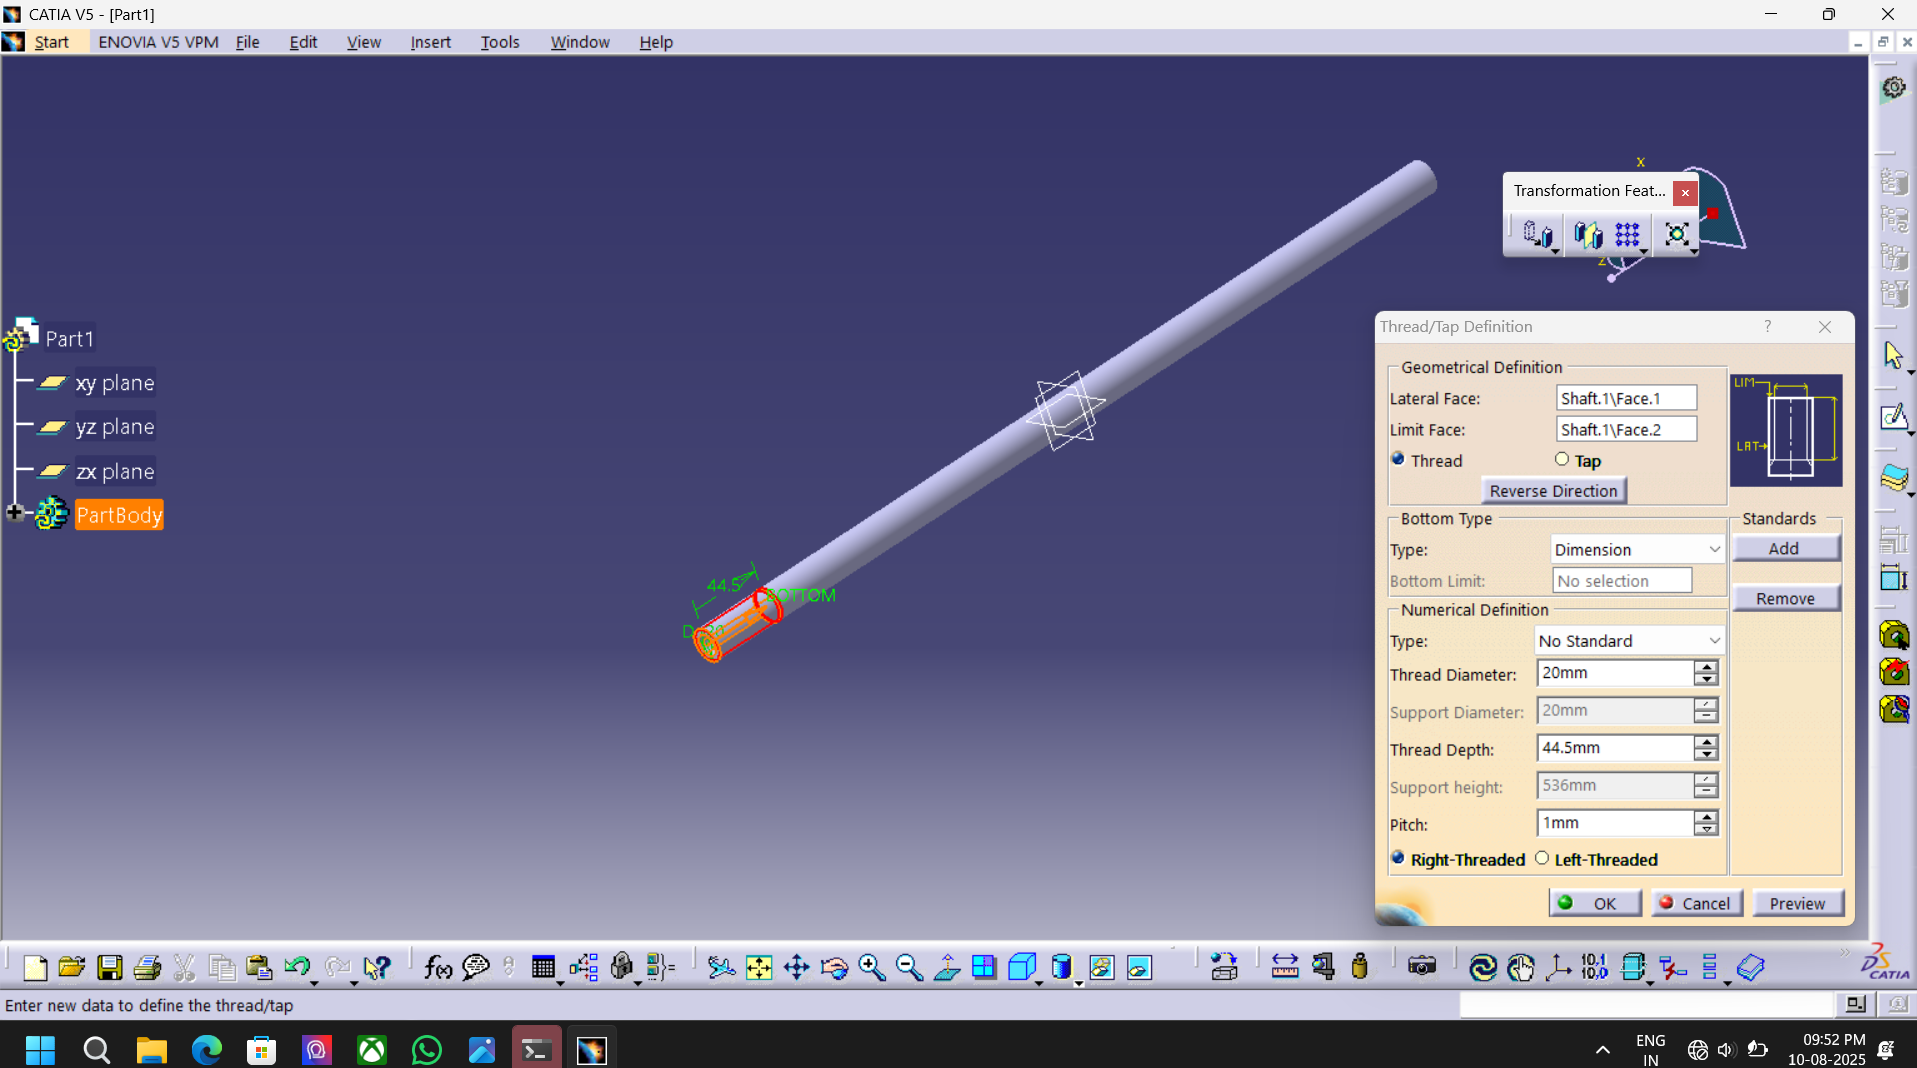 CATIA V5 - [Part1]
Start ENOVIA V5 VPM File Edit View Insert Tools Window Help
x
Transformation Feat...
z
Thread/Tap Definition ?
Part1
xy plane
yz plane
zx plane
PartBody
44.5
BOTTOM
Geometrical Definition
Lateral Face: Shaft.1\Face.1
Limit Face: Shaft.1\Face.2
Thread Tap
Reverse Direction
LIM
LAT
Bottom Type
Type: Dimension
Bottom Limit: No selection
Standards
Add
Remove
Numerical Definition
Type: No Standard
Thread Diameter: 20mm
Support Diameter: 20mm
Thread Depth: 44.5mm
Support height: 536mm
Pitch: 1mm
Right-Threaded Left-Threaded
OK Cancel Preview
f(x)
10,1
10,0
CATIA
Enter new data to define the thread/tap
ENG
IN
09:52 PM
10-08-2025